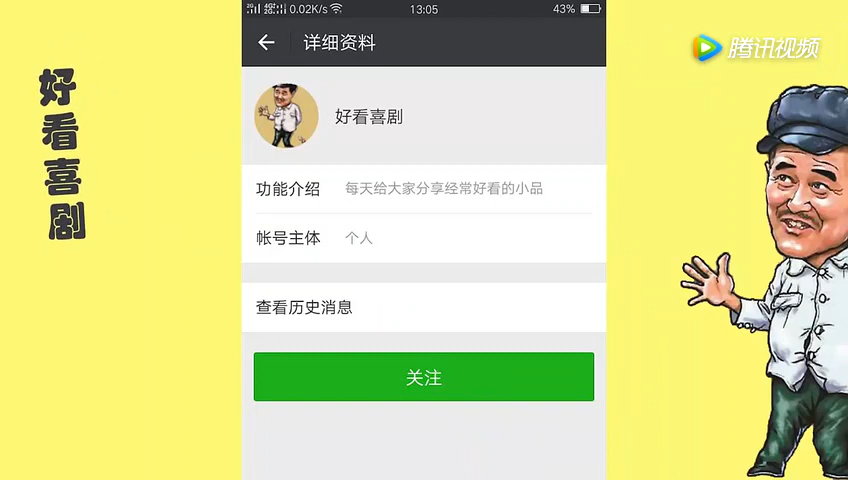 0.02K/s
13:05
43%
详细资料
腾讯视频
好看喜剧
好看喜剧
功能介绍 每天给大家分享经常好看的小品
帐号主体 个人
查看历史消息
关注